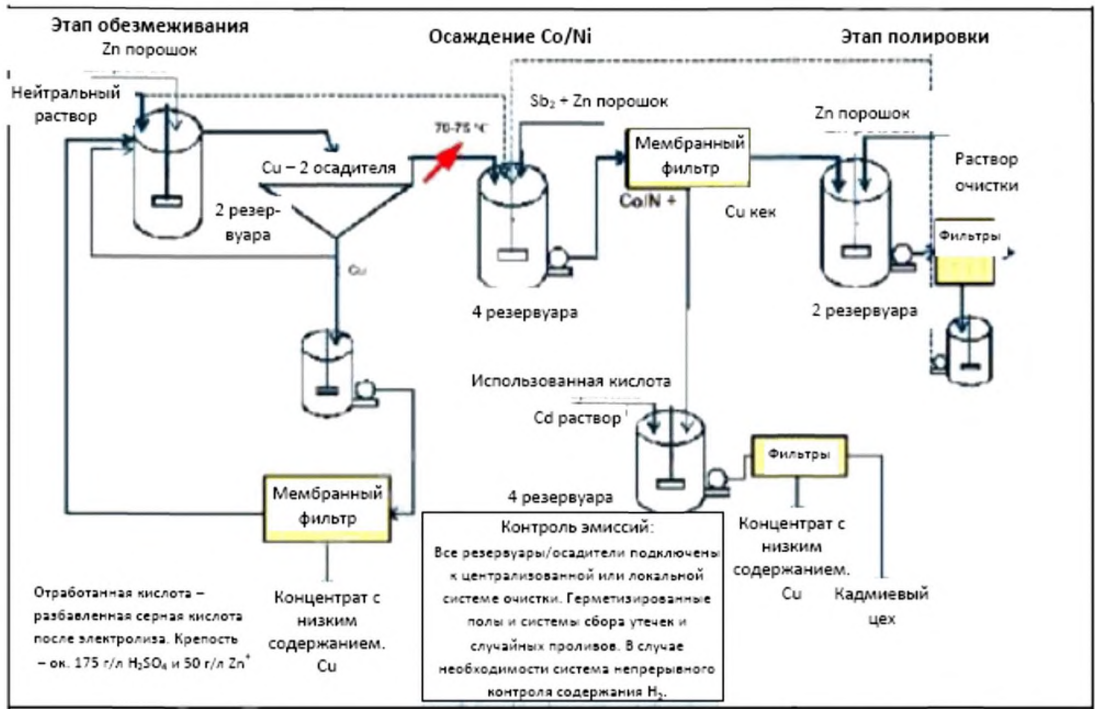 Этап обезмеживания
Осаждение Co/Ni
Этап полировки
Zn порошок
Нейтральный
раствор
Sb₂ + Zn порошок
Zn порошок
70-75 °C
Мембранный
фильтр
Раствор
очистки
Cu – 2 осадителя
2 резер-
вуара
Co/N +
Cu кек
Фильтры
Cu
4 резервуара
2 резервуара
Использованная кислота
Cd раствор
Фильтры
4 резервуара
Мембранный
фильтр
Контроль эмиссий:
Все резервуары/осадители подключены
к централизованной или локальной
системе очистки. Герметизированные
полы и системы сбора утечек и
случайных проливов. В случае
необходимости система непрерывного
контроля содержания H₂.
Концентрат с
низким
содержанием.
Cu
Кадмиевый
цех
Отработанная кислота –
разбавленная серная кислота
после электролиза. Крепость
– ок. 175 г/л H₂SO₄ и 50 г/л Zn⁺
Концентрат с
низким
содержанием.
Cu